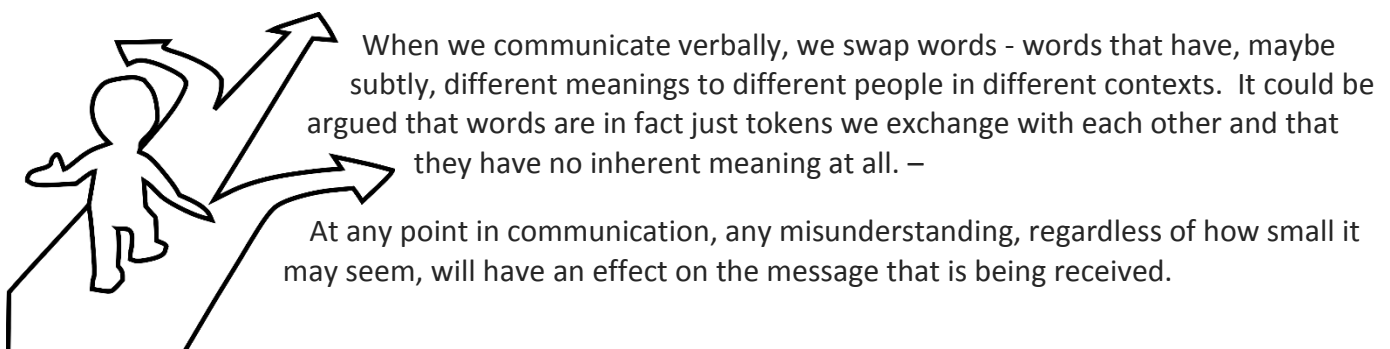 When we communicate verbally, we swap words - words that have, maybe
subtly, different meanings to different people in different contexts.  It could be
argued that words are in fact just tokens we exchange with each other and that
they have no inherent meaning at all. –
At any point in communication, any misunderstanding, regardless of how small it
may seem, will have an effect on the message that is being received.